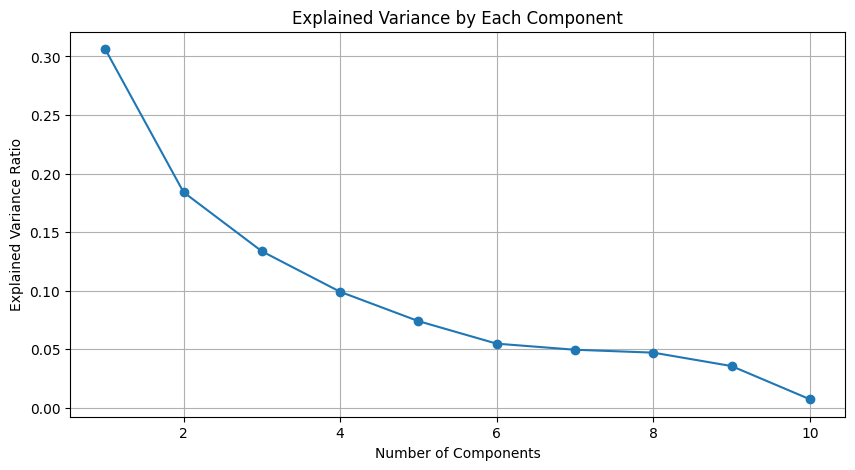 Explained Variance by Each Component
Explained Variance Ratio
0.30
0.25
0.20
0.15
0.10
0.05
0.00
2 4 6 8 10
Number of Components